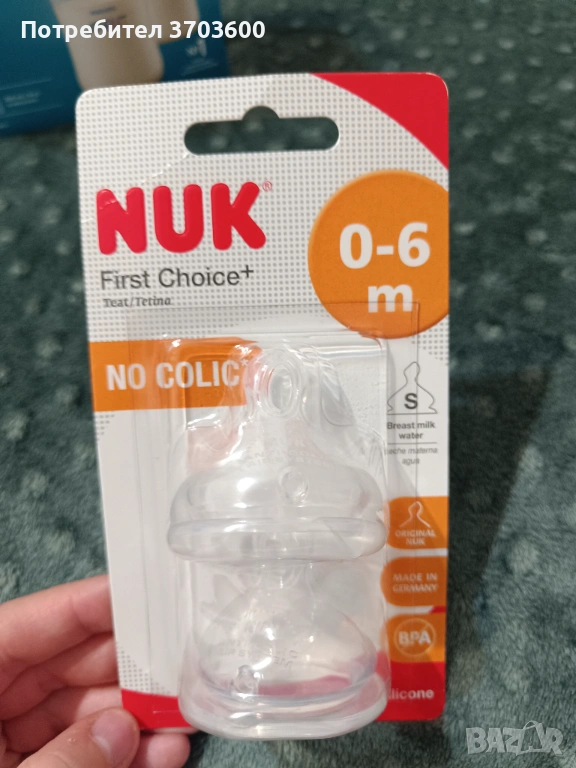 Потребител 3703600
NUK®
First Choice+
Teat/Tetina
0-6
m
NO COLIC
S
Breast milk
water
leche materna
agua
ORIGINAL
NUK
MADE IN
GERMANY
BPA
BAZAR